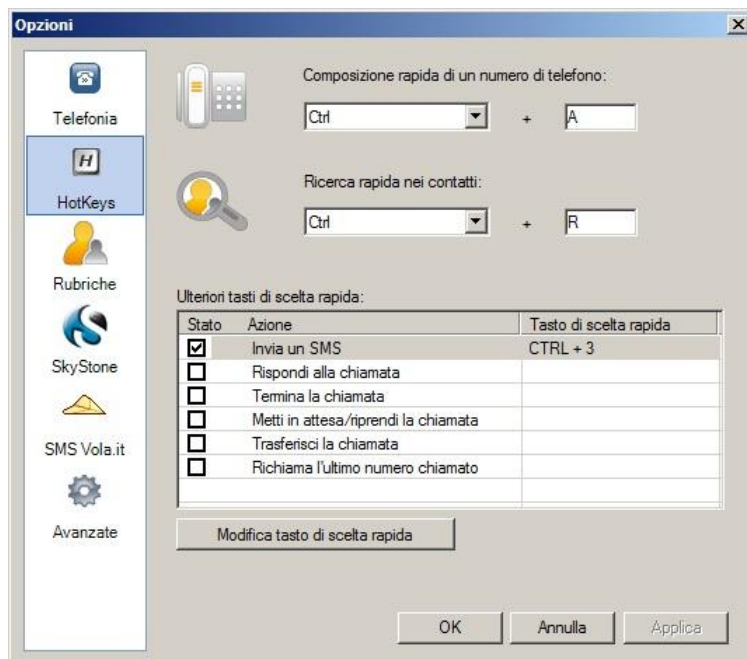 Opzioni
Telefonia
H
HotKeys
Rubriche
SkyStone
SMS Vola.it
Avanzate
Composizione rapida di un numero di telefono:
Ctrl + A
Ricerca rapida nei contatti:
Ctrl + R
Ulteriori tasti di scelta rapida:
Stato Azione Tasto di scelta rapida
Invia un SMS CTRL + 3
Rispondi alla chiamata
Termina la chiamata
Metti in attesa/riprendi la chiamata
Trasferisci la chiamata
Richiama l'ultimo numero chiamato
Modifica tasto di scelta rapida
OK Annulla Applica